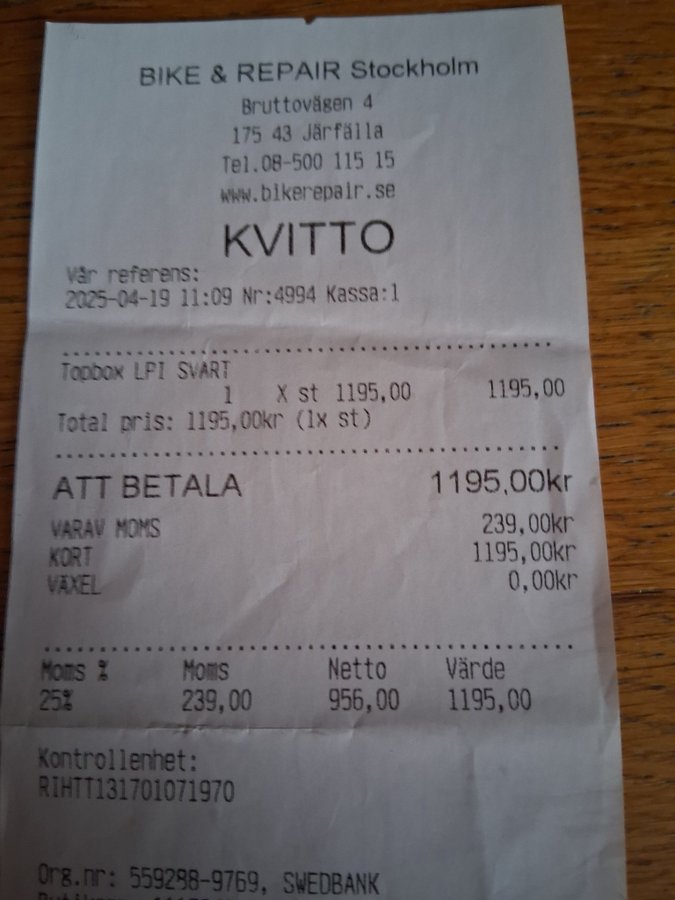 BIKE & REPAIR Stockholm
Bruttovägen 4
175 43 Järfälla
Tel.08-500 115 15
www.bikerepair.se
KVITTO
Vår referens:
2025-04-19 11:09 Nr:4994 Kassa:1
Topbox LPI SVART
1 X st 1195,00 1195,00
Total pris: 1195,00kr (1x st)
ATT BETALA 1195,00kr
VARAV MOMS 239,00kr
KORT 1195,00kr
VÄXEL 0,00kr
Moms % Moms Netto Värde
25% 239,00 956,00 1195,00
Kontrollenhet:
RIHTT131701071970
Org.nr: 559288-9769, SWEDBANK